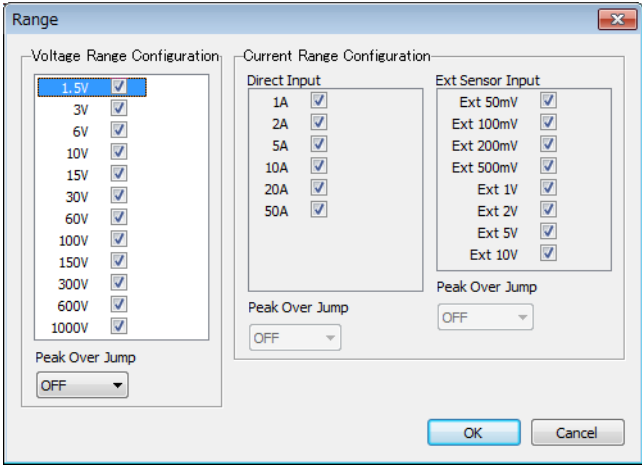 Range
Voltage Range Configuration
1.5V
3V
6V
10V
15V
30V
60V
100V
150V
300V
600V
1000V
Peak Over Jump
OFF
Current Range Configuration
Direct Input
1A
2A
5A
10A
20A
50A
Peak Over Jump
OFF
Ext Sensor Input
Ext 50mV
Ext 100mV
Ext 200mV
Ext 500mV
Ext 1V
Ext 2V
Ext 5V
Ext 10V
Peak Over Jump
OFF
OK
Cancel